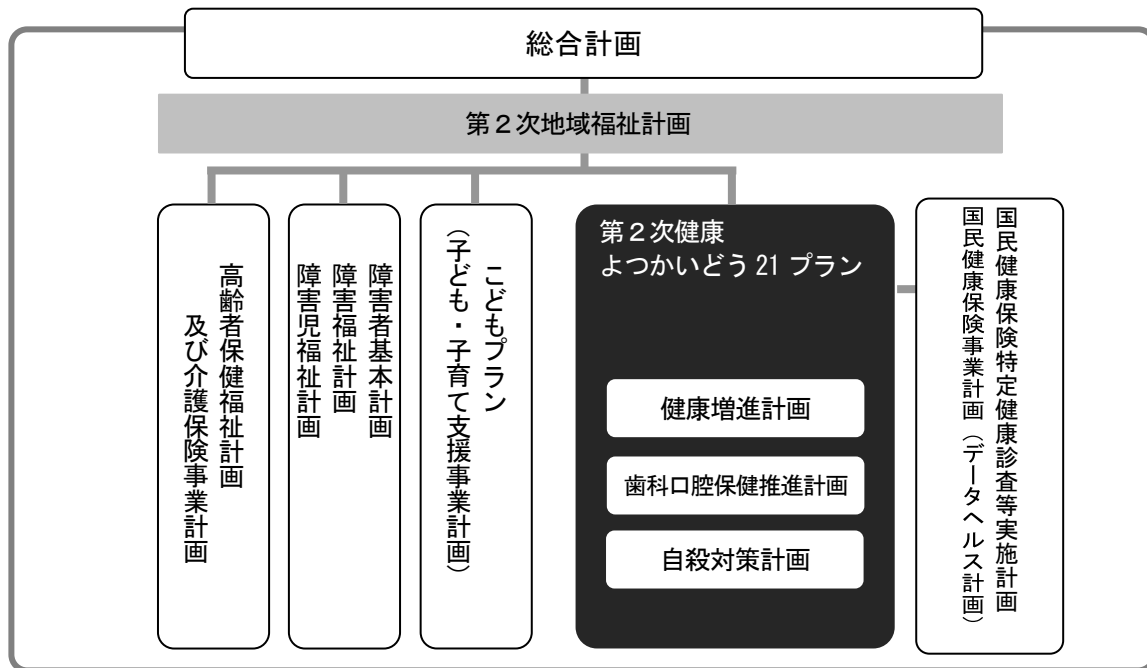 総合計画
第２次地域福祉計画
高齢者保健福祉計画
及び介護保険事業計画
障害者基本計画
障害福祉計画
障害児福祉計画
こどもプラン
（子ども・子育て支援事業計画）
第２次健康
よつかいどう 21 プラン
健康増進計画
歯科口腔保健推進計画
自殺対策計画
国民健康保険特定健康診査等実施計画
国民健康保険事業計画（データヘルス計画）